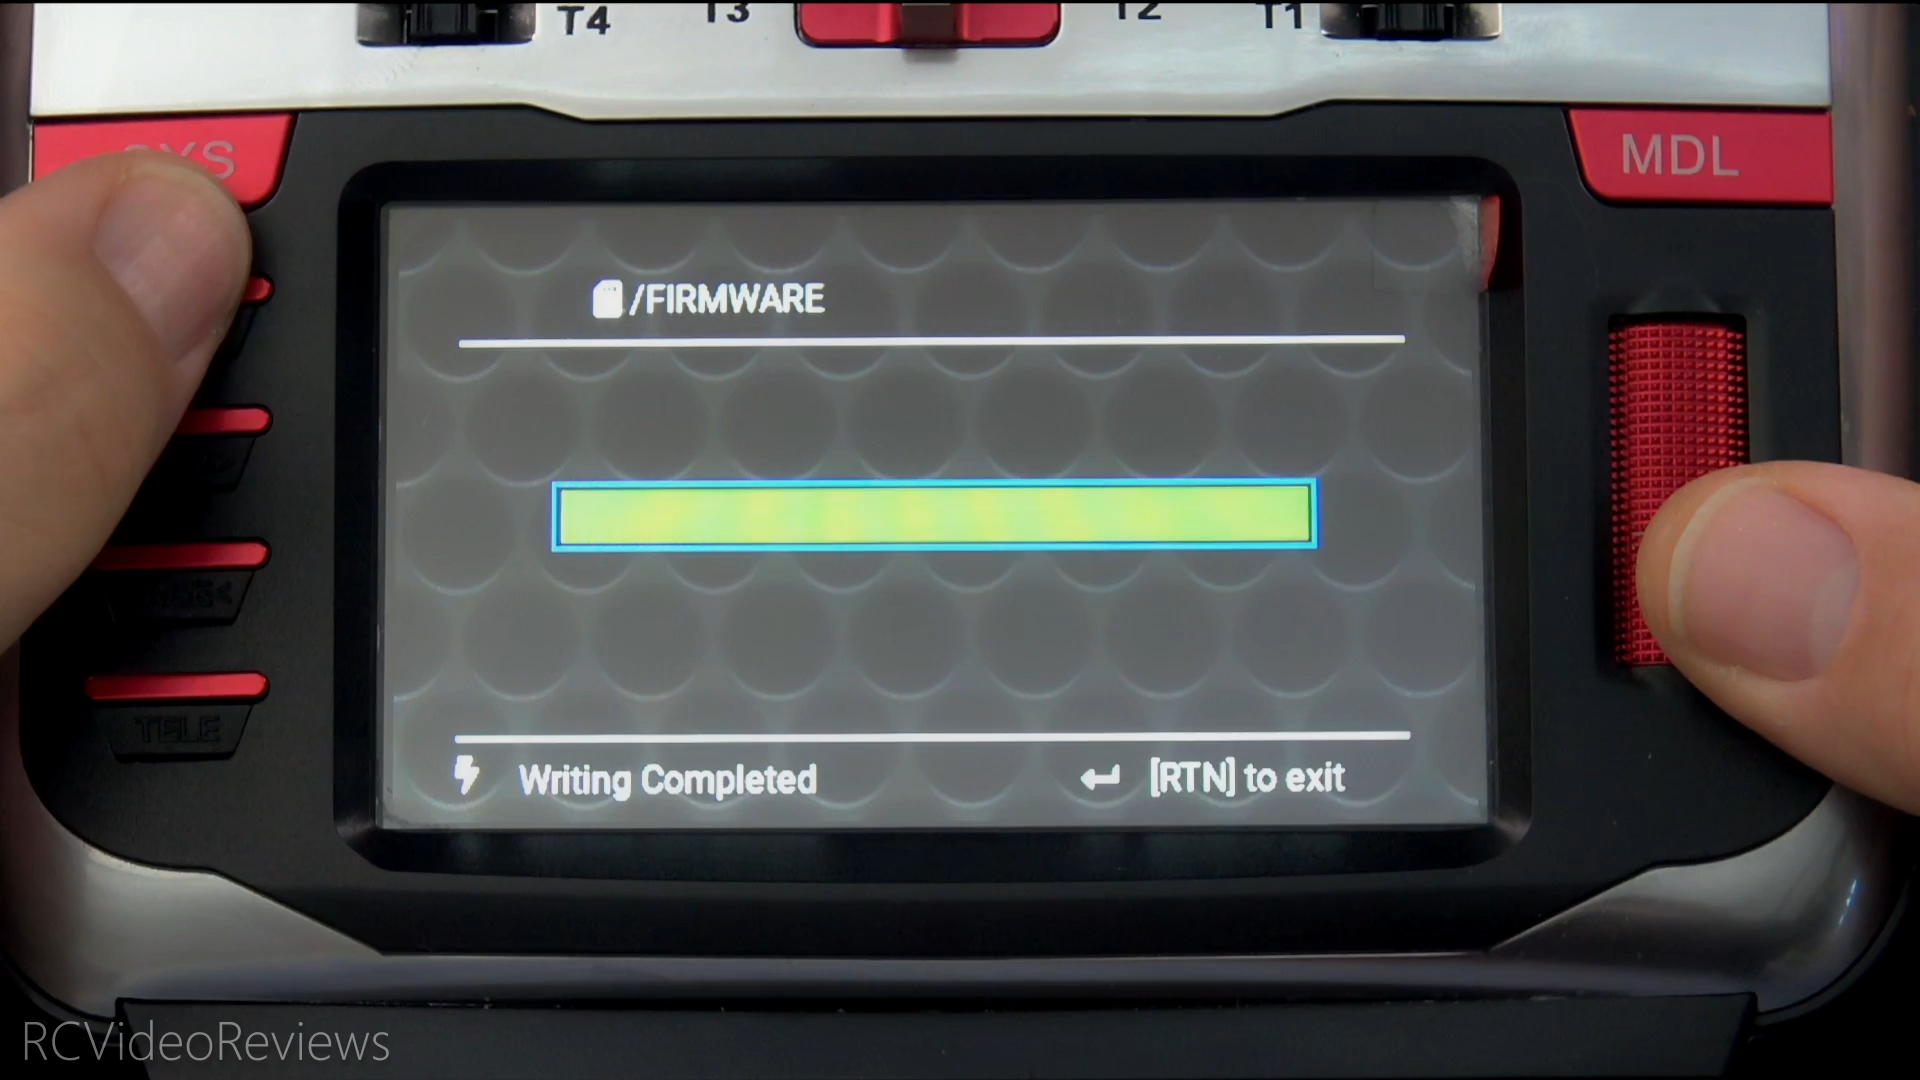 T4
T3
T2
T1
SYS
MDL
/FIRMWARE
TELE
Writing Completed
[RTN] to exit
RCVideoReviews